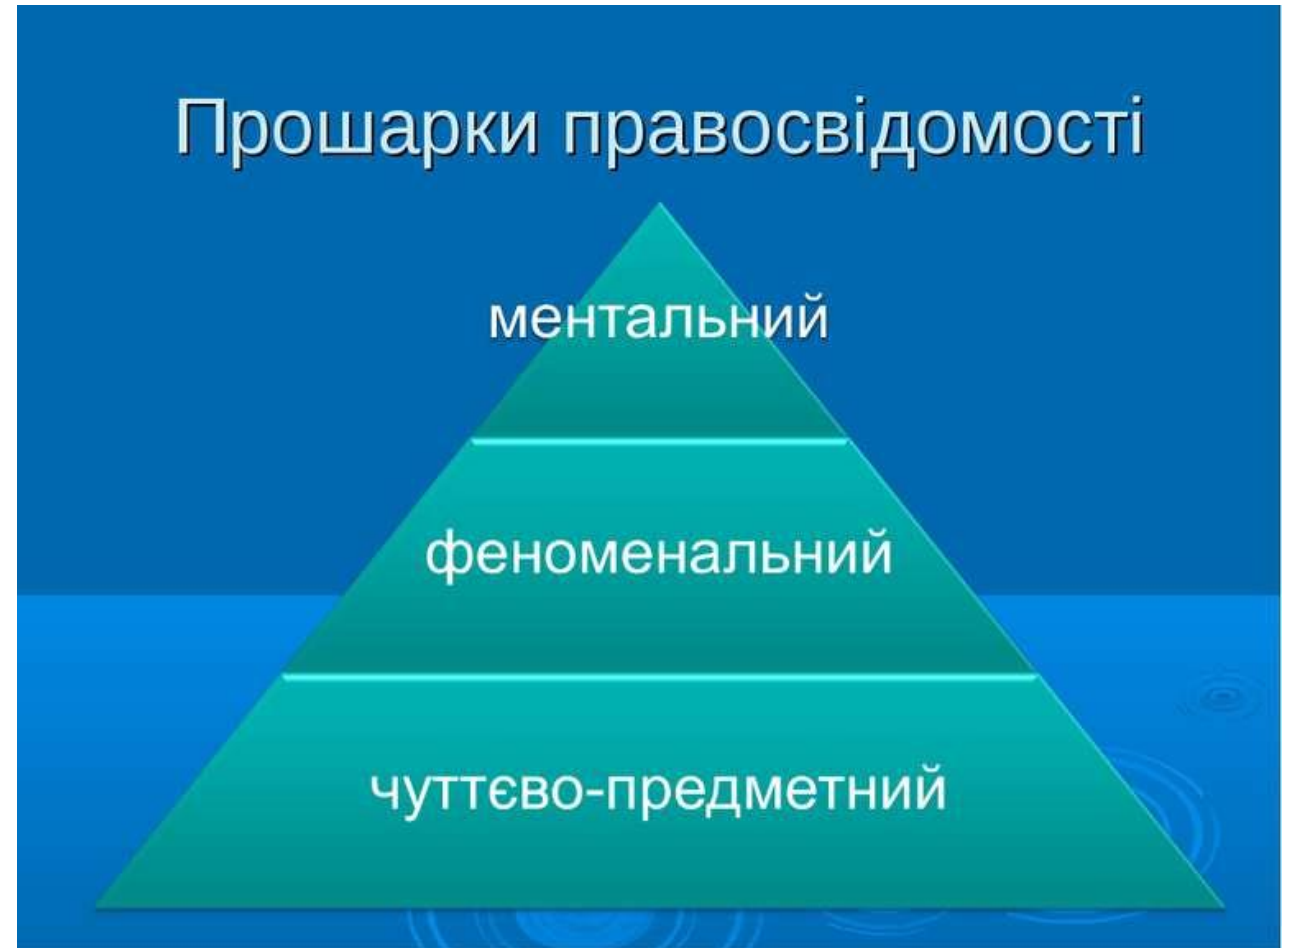 Прошарки правосвідомості
ментальний
феноменальний
чуттєво-предметний